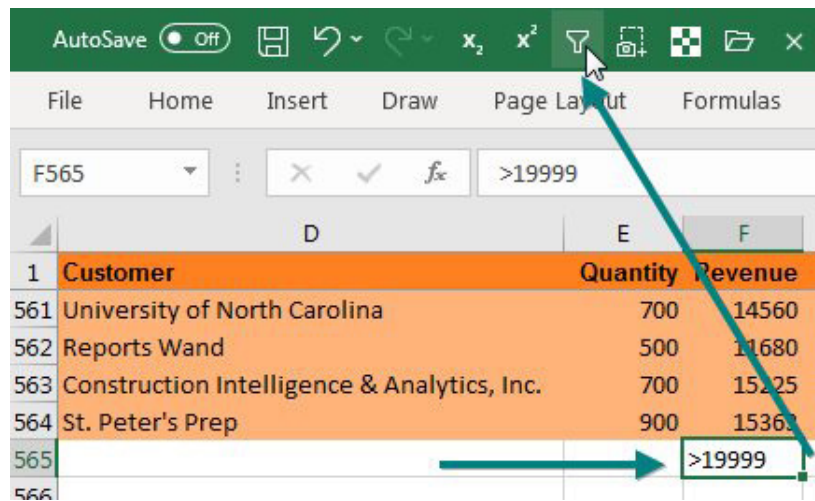 AutoSave Off x₂ x²
File Home Insert Draw Page Layout Formulas
F565 fx >19999
D E F
1 Customer Quantity Revenue
561 University of North Carolina 700 14560
562 Reports Wand 500 11680
563 Construction Intelligence & Analytics, Inc. 700 15225
564 St. Peter's Prep 900 15363
565 >19999
566